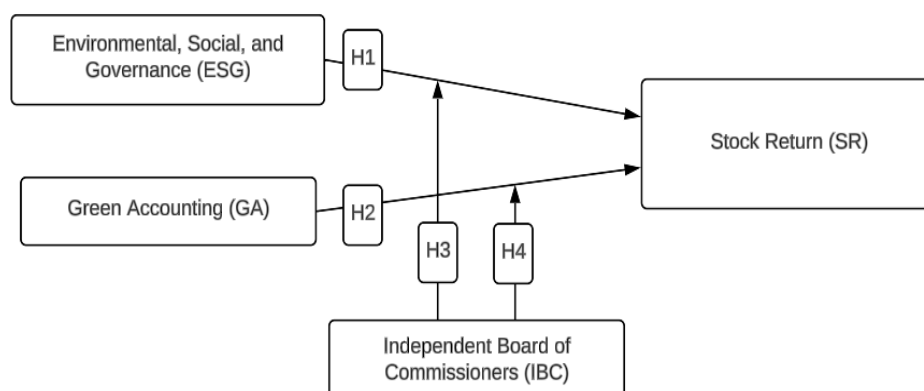 Environmental, Social, and
Governance (ESG)
H1
Stock Return (SR)
Green Accounting (GA)
H2
H3
H4
Independent Board of
Commissioners (IBC)